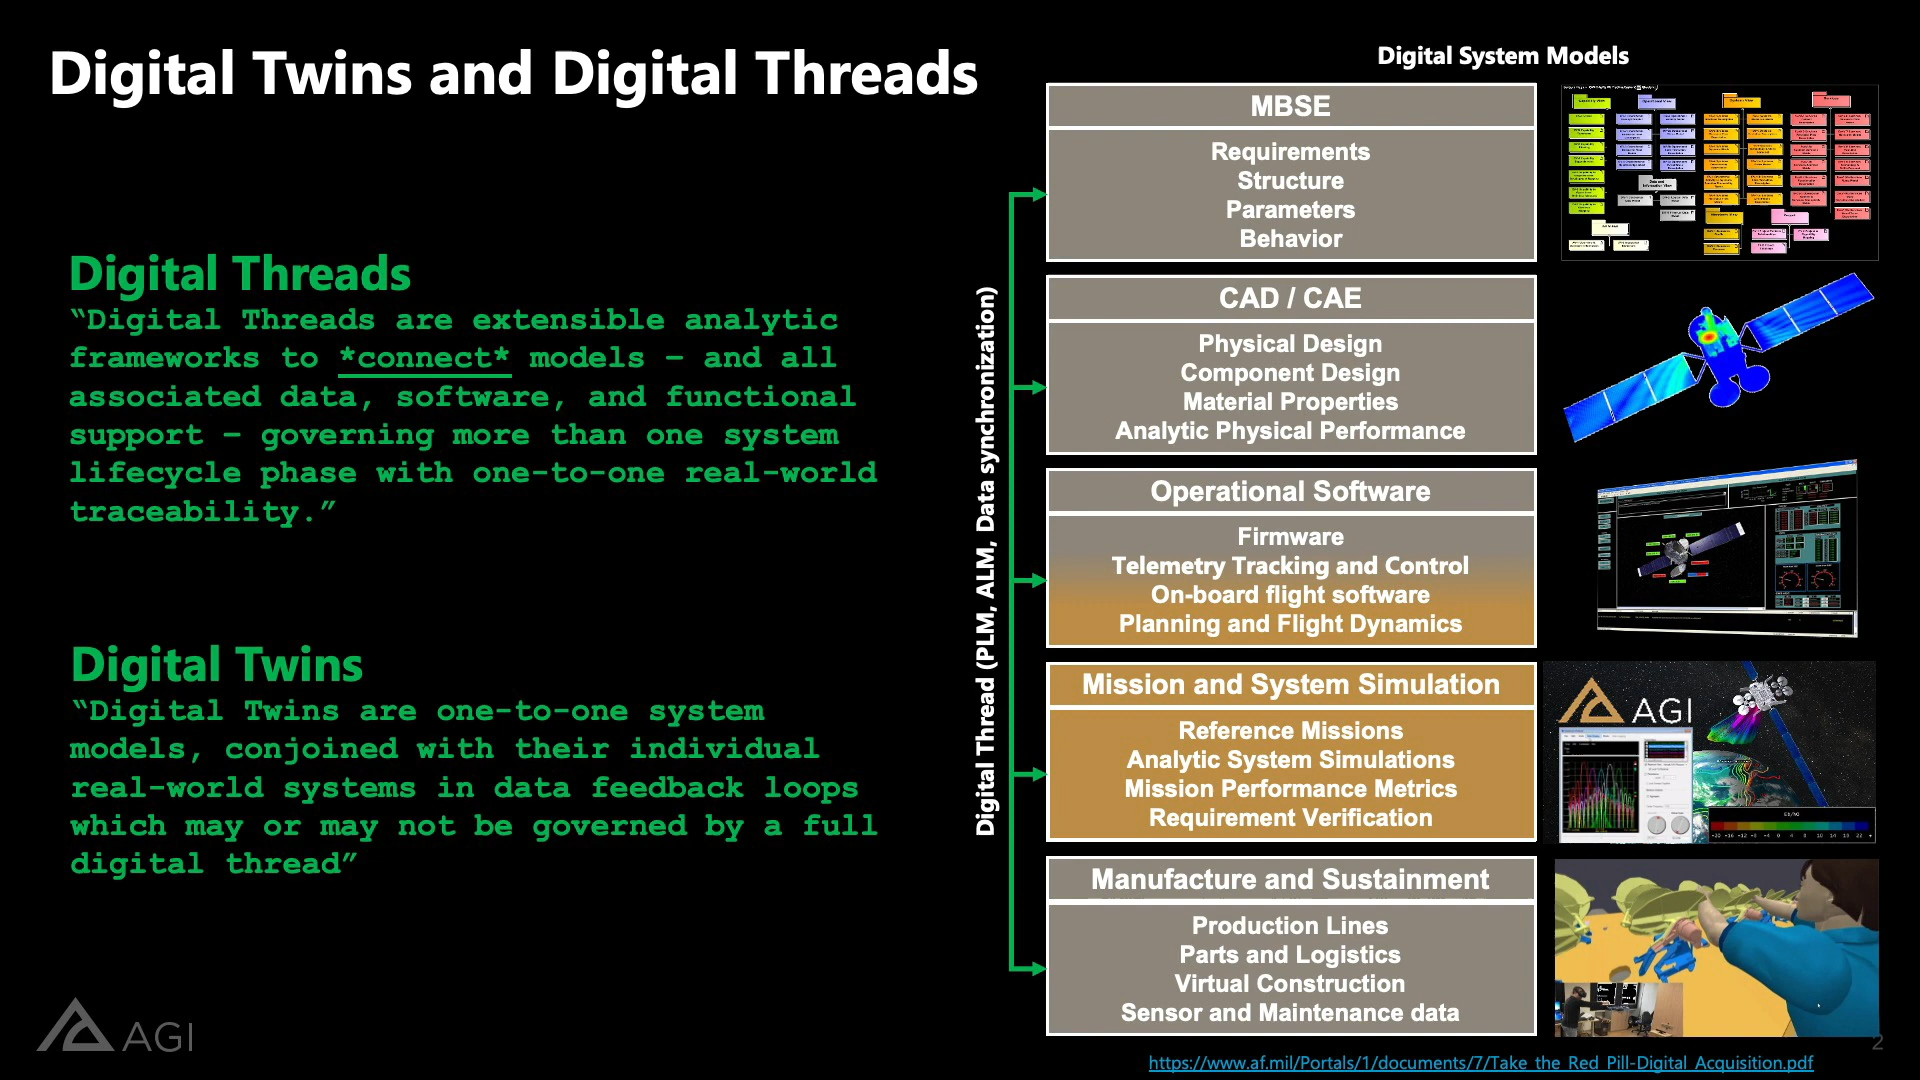 Digital Twins and Digital Threads
Digital Threads
“Digital Threads are extensible analytic
frameworks to *connect* models – and all
associated data, software, and functional
support – governing more than one system
lifecycle phase with one-to-one real-world
traceability.”
Digital Twins
“Digital Twins are one-to-one system
models, conjoined with their individual
real-world systems in data feedback loops
which may or may not be governed by a full
digital thread”
Digital Thread (PLM, ALM, Data synchronization)
Digital System Models
MBSE
Requirements
Structure
Parameters
Behavior
CAD / CAE
Physical Design
Component Design
Material Properties
Analytic Physical Performance
Operational Software
Firmware
Telemetry Tracking and Control
On-board flight software
Planning and Flight Dynamics
Mission and System Simulation
Reference Missions
Analytic System Simulations
Mission Performance Metrics
Requirement Verification
AGI
Eb/N0
Manufacture and Sustainment
Production Lines
Parts and Logistics
Virtual Construction
Sensor and Maintenance data
AGI
2
https://www.af.mil/Portals/1/documents/7/Take_the_Red_Pill-Digital_Acquisition.pdf